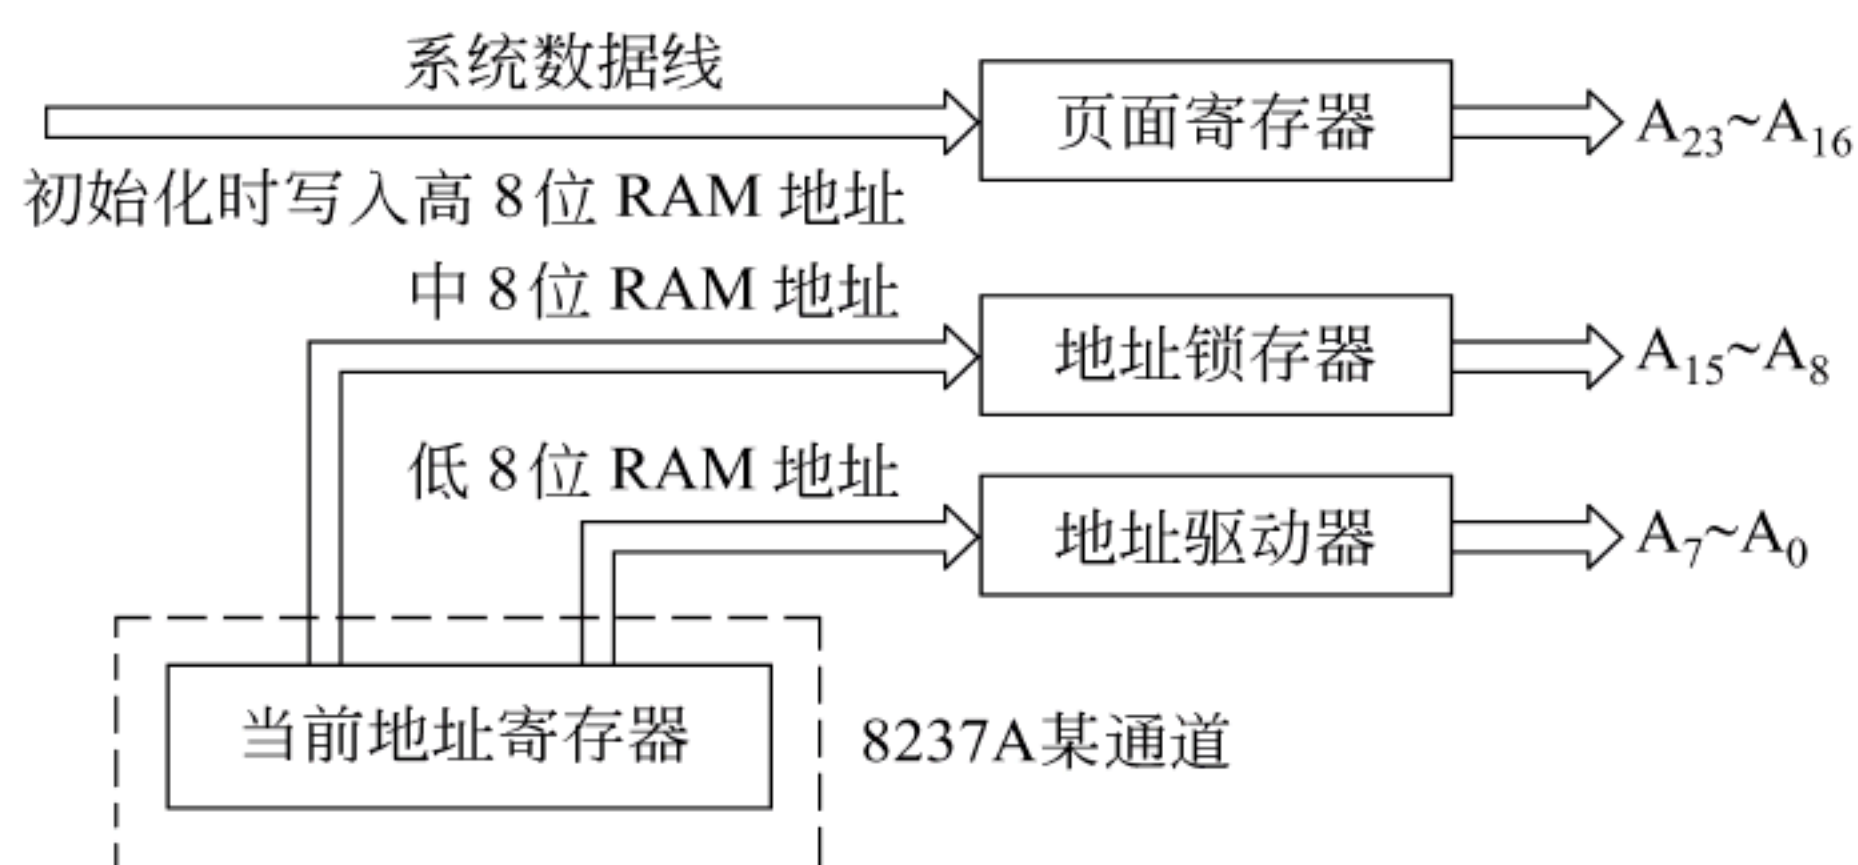 系统数据线
页面寄存器
A23~A16
初始化时写入高8位 RAM 地址
中8位 RAM 地址
地址锁存器
A15~A8
低8位 RAM 地址
地址驱动器
A7~A0
当前地址寄存器
8237A某通道